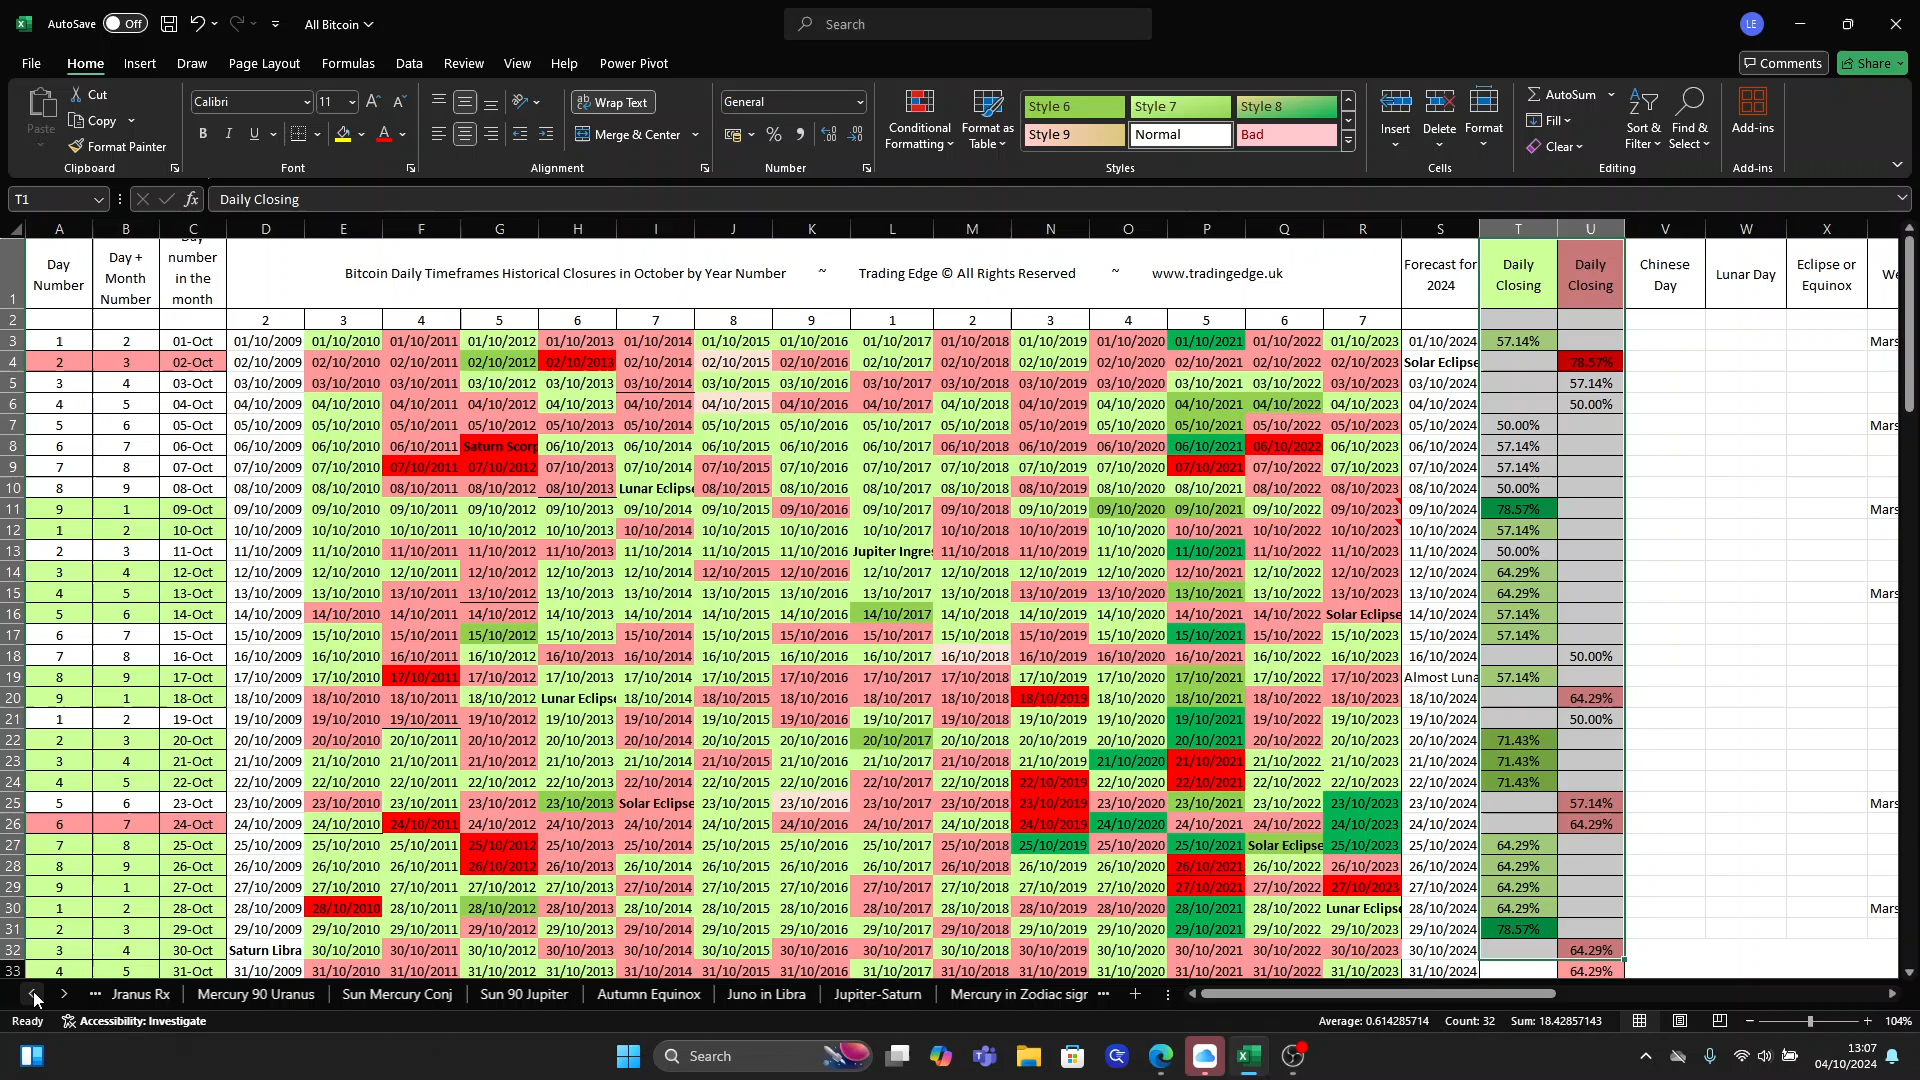 AutoSave Off All Bitcoin Search LE
File Home Insert Draw Page Layout Formulas Data Review View Help Power Pivot Comments Share
Paste Cut Copy Format Painter Clipboard
Calibri 11 B I U A Font
Wrap Text Merge & Center Alignment
General % Number
Conditional Formatting Format as Table Style 6 Style 7 Style 8 Style 9 Normal Bad Styles
Insert Delete Format Cells
AutoSum Fill Clear Sort & Filter Find & Select Editing
Add-ins Add-ins
T1 fx Daily Closing
A B C D E F G H I J K L M N O P Q R S T U V W X
1 Day Number Day + Month Number Day number in the month Bitcoin Daily Timeframes Historical Closures in October by Year Number ~ Trading Edge © All Rights Reserved ~ www.tradingedge.uk Forecast for 2024 Daily Closing Daily Closing Chinese Day Lunar Day Eclipse or Equinox We
2 2 3 4 5 6 7 8 9 1 2 3 4 5 6 7
3 1 2 01-Oct 01/10/2009 01/10/2010 01/10/2011 01/10/2012 01/10/2013 01/10/2014 01/10/2015 01/10/2016 01/10/2017 01/10/2018 01/10/2019 01/10/2020 01/10/2021 01/10/2022 01/10/2023 01/10/2024 57.14% Mars
4 2 3 02-Oct 02/10/2009 02/10/2010 02/10/2011 02/10/2012 02/10/2013 02/10/2014 02/10/2015 02/10/2016 02/10/2017 02/10/2018 02/10/2019 02/10/2020 02/10/2021 02/10/2022 02/10/2023 Solar Eclipse 78.57%
5 3 4 03-Oct 03/10/2009 03/10/2010 03/10/2011 03/10/2012 03/10/2013 03/10/2014 03/10/2015 03/10/2016 03/10/2017 03/10/2018 03/10/2019 03/10/2020 03/10/2021 03/10/2022 03/10/2023 03/10/2024 57.14%
6 4 5 04-Oct 04/10/2009 04/10/2010 04/10/2011 04/10/2012 04/10/2013 04/10/2014 04/10/2015 04/10/2016 04/10/2017 04/10/2018 04/10/2019 04/10/2020 04/10/2021 04/10/2022 04/10/2023 04/10/2024 50.00%
7 5 6 05-Oct 05/10/2009 05/10/2010 05/10/2011 05/10/2012 05/10/2013 05/10/2014 05/10/2015 05/10/2016 05/10/2017 05/10/2018 05/10/2019 05/10/2020 05/10/2021 05/10/2022 05/10/2023 05/10/2024 50.00% Mars
8 6 7 06-Oct 06/10/2009 06/10/2010 06/10/2011 Saturn Scorp 06/10/2013 06/10/2014 06/10/2015 06/10/2016 06/10/2017 06/10/2018 06/10/2019 06/10/2020 06/10/2021 06/10/2022 06/10/2023 06/10/2024 57.14%
9 7 8 07-Oct 07/10/2009 07/10/2010 07/10/2011 07/10/2012 07/10/2013 07/10/2014 07/10/2015 07/10/2016 07/10/2017 07/10/2018 07/10/2019 07/10/2020 07/10/2021 07/10/2022 07/10/2023 07/10/2024 57.14%
10 8 9 08-Oct 08/10/2009 08/10/2010 08/10/2011 08/10/2012 08/10/2013 Lunar Eclipse 08/10/2015 08/10/2016 08/10/2017 08/10/2018 08/10/2019 08/10/2020 08/10/2021 08/10/2022 08/10/2023 08/10/2024 50.00%
11 9 1 09-Oct 09/10/2009 09/10/2010 09/10/2011 09/10/2012 09/10/2013 09/10/2014 09/10/2015 09/10/2016 09/10/2017 09/10/2018 09/10/2019 09/10/2020 09/10/2021 09/10/2022 09/10/2023 09/10/2024 78.57% Mars
12 1 2 10-Oct 10/10/2009 10/10/2010 10/10/2011 10/10/2012 10/10/2013 10/10/2014 10/10/2015 10/10/2016 10/10/2017 10/10/2018 10/10/2019 10/10/2020 10/10/2021 10/10/2022 10/10/2023 10/10/2024 57.14%
13 2 3 11-Oct 11/10/2009 11/10/2010 11/10/2011 11/10/2012 11/10/2013 11/10/2014 11/10/2015 11/10/2016 Jupiter Ingres 11/10/2018 11/10/2019 11/10/2020 11/10/2021 11/10/2022 11/10/2023 11/10/2024 50.00%
14 3 4 12-Oct 12/10/2009 12/10/2010 12/10/2011 12/10/2012 12/10/2013 12/10/2014 12/10/2015 12/10/2016 12/10/2017 12/10/2018 12/10/2019 12/10/2020 12/10/2021 12/10/2022 12/10/2023 12/10/2024 64.29%
15 4 5 13-Oct 13/10/2009 13/10/2010 13/10/2011 13/10/2012 13/10/2013 13/10/2014 13/10/2015 13/10/2016 13/10/2017 13/10/2018 13/10/2019 13/10/2020 13/10/2021 13/10/2022 13/10/2023 13/10/2024 64.29% Mars
16 5 6 14-Oct 14/10/2009 14/10/2010 14/10/2011 14/10/2012 14/10/2013 14/10/2014 14/10/2015 14/10/2016 14/10/2017 14/10/2018 14/10/2019 14/10/2020 14/10/2021 14/10/2022 Solar Eclipse 14/10/2024 57.14%
17 6 7 15-Oct 15/10/2009 15/10/2010 15/10/2011 15/10/2012 15/10/2013 15/10/2014 15/10/2015 15/10/2016 15/10/2017 15/10/2018 15/10/2019 15/10/2020 15/10/2021 15/10/2022 15/10/2023 15/10/2024 57.14%
18 7 8 16-Oct 16/10/2009 16/10/2010 16/10/2011 16/10/2012 16/10/2013 16/10/2014 16/10/2015 16/10/2016 16/10/2017 16/10/2018 16/10/2019 16/10/2020 16/10/2021 16/10/2022 16/10/2023 16/10/2024 50.00%
19 8 9 17-Oct 17/10/2009 17/10/2010 17/10/2011 17/10/2012 17/10/2013 17/10/2014 17/10/2015 17/10/2016 17/10/2017 17/10/2018 17/10/2019 17/10/2020 17/10/2021 17/10/2022 17/10/2023 Almost Luna 57.14%
20 9 1 18-Oct 18/10/2009 18/10/2010 18/10/2011 18/10/2012 Lunar Eclipse 18/10/2014 18/10/2015 18/10/2016 18/10/2017 18/10/2018 18/10/2019 18/10/2020 18/10/2021 18/10/2022 18/10/2023 18/10/2024 64.29%
21 1 2 19-Oct 19/10/2009 19/10/2010 19/10/2011 19/10/2012 19/10/2013 19/10/2014 19/10/2015 19/10/2016 19/10/2017 19/10/2018 19/10/2019 19/10/2020 19/10/2021 19/10/2022 19/10/2023 19/10/2024 50.00%
22 2 3 20-Oct 20/10/2009 20/10/2010 20/10/2011 20/10/2012 20/10/2013 20/10/2014 20/10/2015 20/10/2016 20/10/2017 20/10/2018 20/10/2019 20/10/2020 20/10/2021 20/10/2022 20/10/2023 20/10/2024 71.43%
23 3 4 21-Oct 21/10/2009 21/10/2010 21/10/2011 21/10/2012 21/10/2013 21/10/2014 21/10/2015 21/10/2016 21/10/2017 21/10/2018 21/10/2019 21/10/2020 21/10/2021 21/10/2022 21/10/2023 21/10/2024 71.43%
24 4 5 22-Oct 22/10/2009 22/10/2010 22/10/2011 22/10/2012 22/10/2013 22/10/2014 22/10/2015 22/10/2016 22/10/2017 22/10/2018 22/10/2019 22/10/2020 22/10/2021 22/10/2022 22/10/2023 22/10/2024 71.43%
25 5 6 23-Oct 23/10/2009 23/10/2010 23/10/2011 23/10/2012 23/10/2013 Solar Eclipse 23/10/2015 23/10/2016 23/10/2017 23/10/2018 23/10/2019 23/10/2020 23/10/2021 23/10/2022 23/10/2023 23/10/2024 57.14% Mars
26 6 7 24-Oct 24/10/2009 24/10/2010 24/10/2011 24/10/2012 24/10/2013 24/10/2014 24/10/2015 24/10/2016 24/10/2017 24/10/2018 24/10/2019 24/10/2020 24/10/2021 24/10/2022 24/10/2023 24/10/2024 64.29%
27 7 8 25-Oct 25/10/2009 25/10/2010 25/10/2011 25/10/2012 25/10/2013 25/10/2014 25/10/2015 25/10/2016 25/10/2017 25/10/2018 25/10/2019 25/10/2020 25/10/2021 Solar Eclipse 25/10/2023 25/10/2024 64.29%
28 8 9 26-Oct 26/10/2009 26/10/2010 26/10/2011 26/10/2012 26/10/2013 26/10/2014 26/10/2015 26/10/2016 26/10/2017 26/10/2018 26/10/2019 26/10/2020 26/10/2021 26/10/2022 26/10/2023 26/10/2024 64.29%
29 9 1 27-Oct 27/10/2009 27/10/2010 27/10/2011 27/10/2012 27/10/2013 27/10/2014 27/10/2015 27/10/2016 27/10/2017 27/10/2018 27/10/2019 27/10/2020 27/10/2021 27/10/2022 27/10/2023 27/10/2024 64.29%
30 1 2 28-Oct 28/10/2009 28/10/2010 28/10/2011 28/10/2012 28/10/2013 28/10/2014 28/10/2015 28/10/2016 28/10/2017 28/10/2018 28/10/2019 28/10/2020 28/10/2021 28/10/2022 Lunar Eclipse 28/10/2024 64.29% Mars
31 2 3 29-Oct 29/10/2009 29/10/2010 29/10/2011 29/10/2012 29/10/2013 29/10/2014 29/10/2015 29/10/2016 29/10/2017 29/10/2018 29/10/2019 29/10/2020 29/10/2021 29/10/2022 29/10/2023 29/10/2024 78.57%
32 3 4 30-Oct Saturn Libra 30/10/2010 30/10/2011 30/10/2012 30/10/2013 30/10/2014 30/10/2015 30/10/2016 30/10/2017 30/10/2018 30/10/2019 30/10/2020 30/10/2021 30/10/2022 30/10/2023 30/10/2024 64.29%
33 4 5 31-Oct 31/10/2009 31/10/2010 31/10/2011 31/10/2012 31/10/2013 31/10/2014 31/10/2015 31/10/2016 31/10/2017 31/10/2018 31/10/2019 31/10/2020 31/10/2021 31/10/2022 31/10/2023 31/10/2024 64.29%
Jranus Rx Mercury 90 Uranus Sun Mercury Conj Sun 90 Jupiter Autumn Equinox Juno in Libra Jupiter-Saturn Mercury in Zodiac sigr
Ready Accessibility: Investigate Average: 0.614285714 Count: 32 Sum: 18.42857143 104%
Search 13:07
04/10/2024